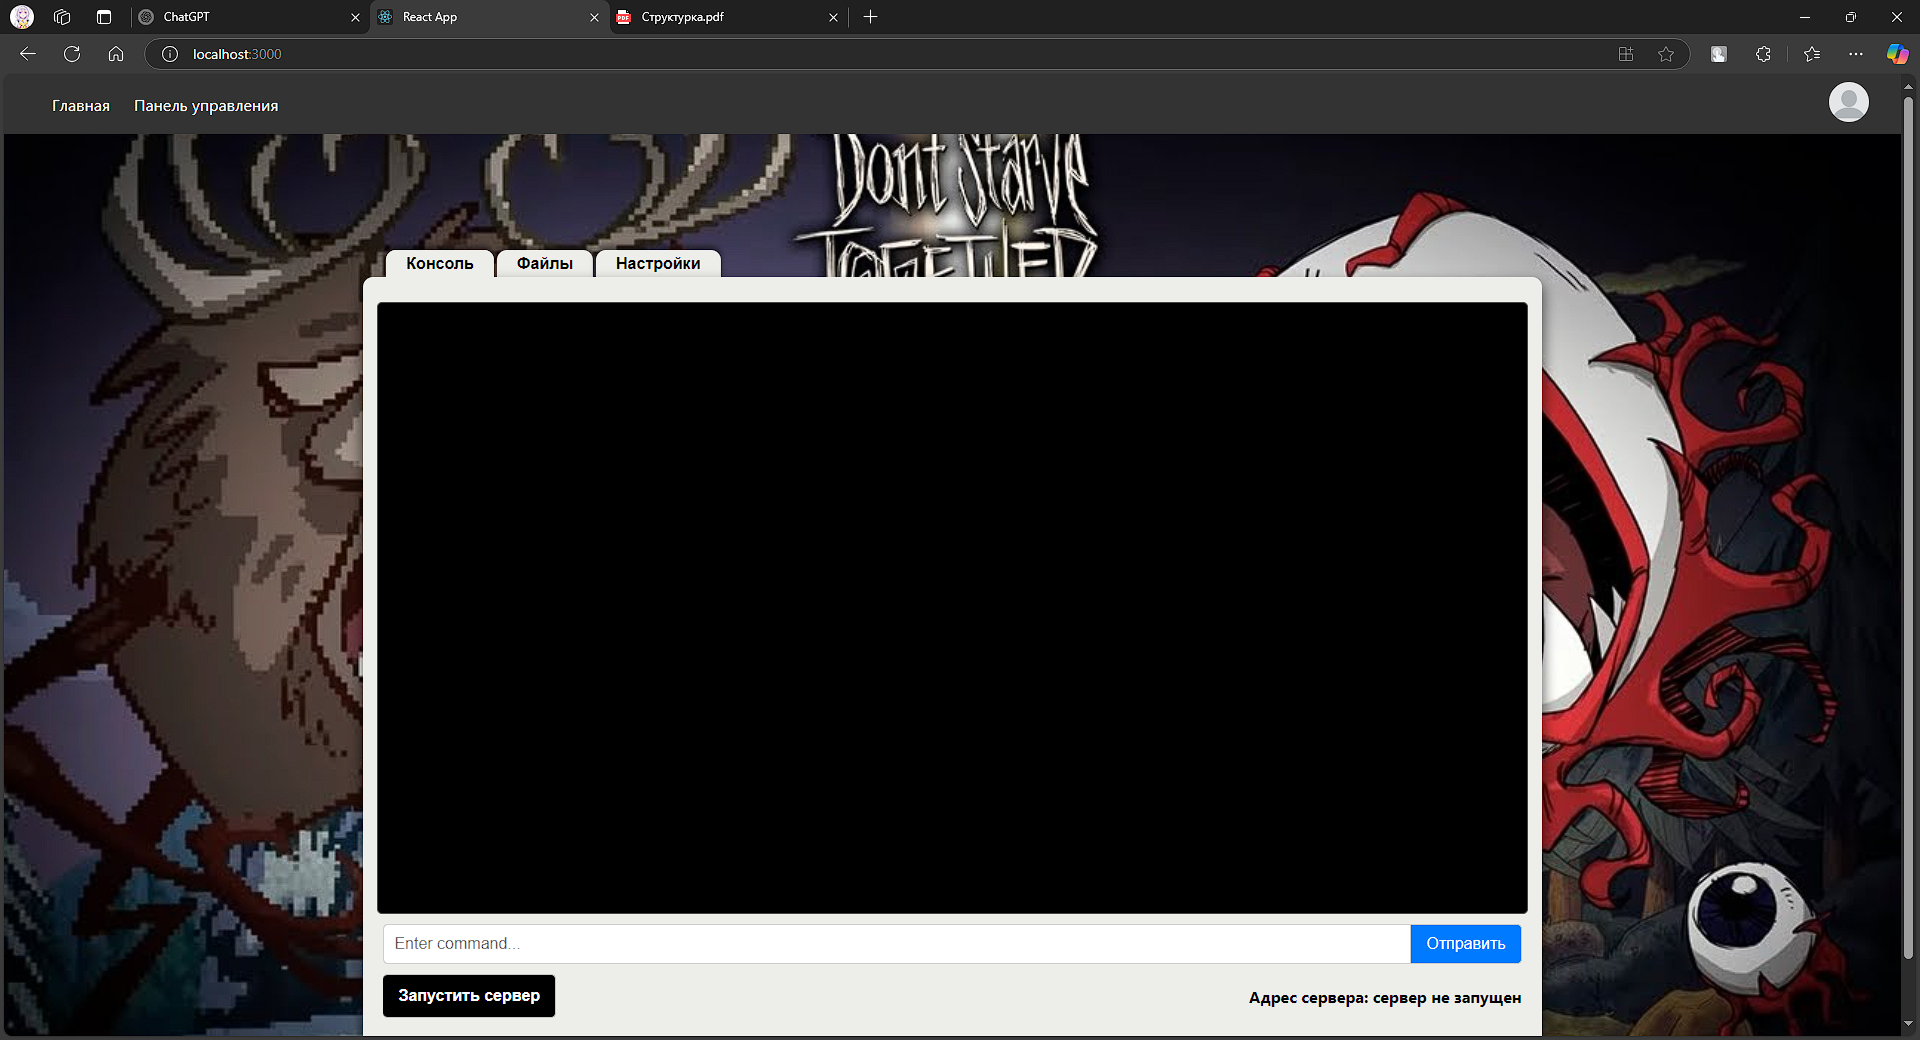 ChatGPT
React App
Структурка.pdf
localhost:3000
Главная Панель управления
Dont Starve
TOGETHER
Консоль Файлы Настройки
Enter command...
Отправить
Запустить сервер
Адрес сервера: сервер не запущен